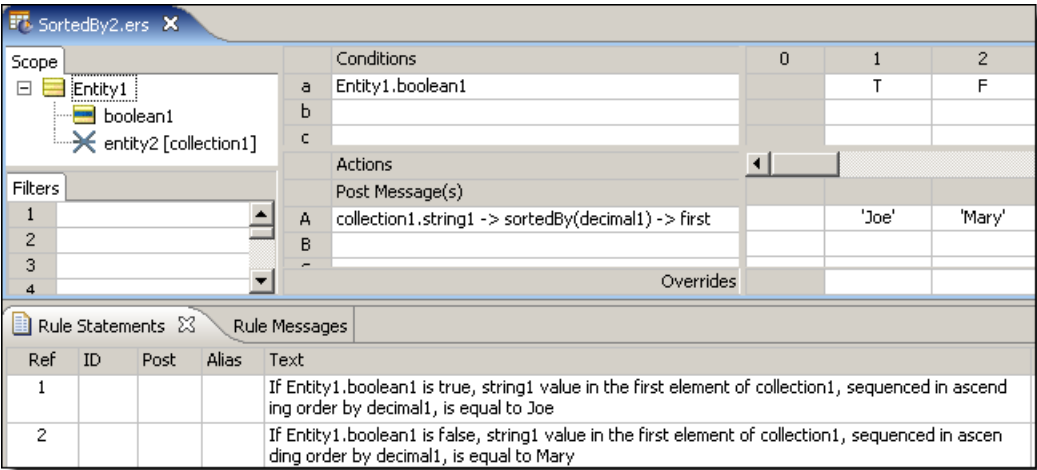 SortedBy2.ers
Scope
Entity1
boolean1
entity2 [collection1]
Filters
1
2
3
4
Conditions 0 1 2
a Entity1.boolean1 T F
b
c
Actions
Post Message(s)
A collection1.string1 -> sortedBy(decimal1) -> first 'Joe' 'Mary'
B
Overrides
Rule Statements Rule Messages
Ref ID Post Alias Text
1 If Entity1.boolean1 is true, string1 value in the first element of collection1, sequenced in ascend
ing order by decimal1, is equal to Joe
2 If Entity1.boolean1 is false, string1 value in the first element of collection1, sequenced in ascen
ding order by decimal1, is equal to Mary